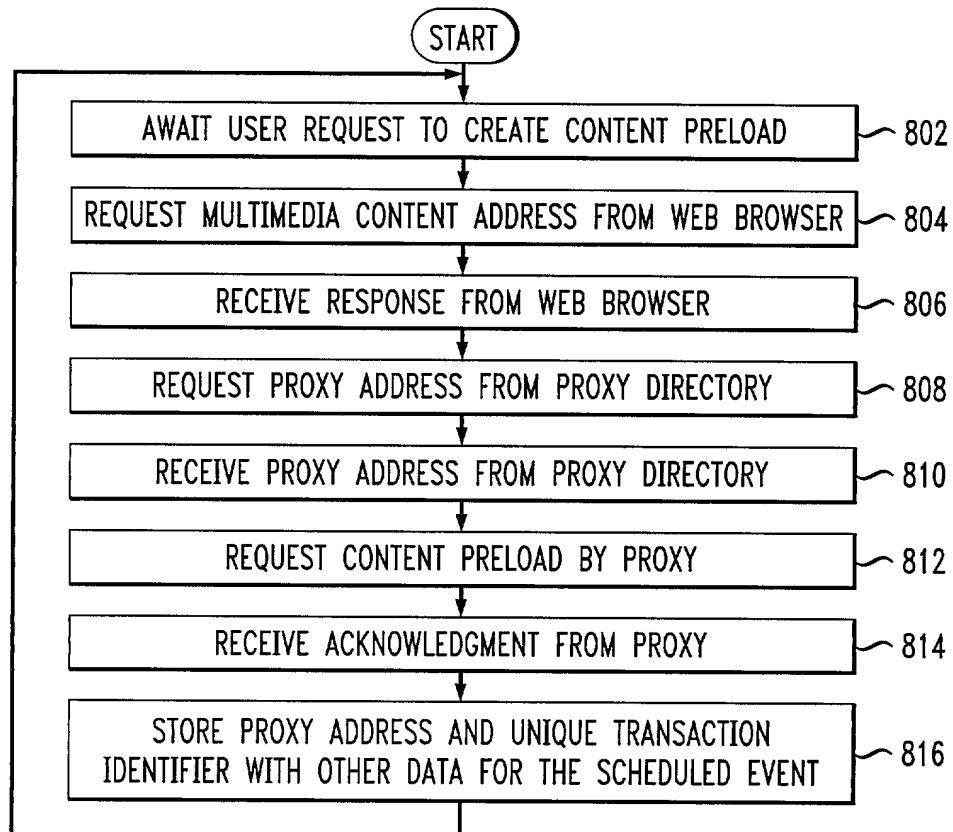 START
AWAIT USER REQUEST TO CREATE CONTENT PRELOAD 802
REQUEST MULTIMEDIA CONTENT ADDRESS FROM WEB BROWSER 804
RECEIVE RESPONSE FROM WEB BROWSER 806
REQUEST PROXY ADDRESS FROM PROXY DIRECTORY 808
RECEIVE PROXY ADDRESS FROM PROXY DIRECTORY 810
REQUEST CONTENT PRELOAD BY PROXY 812
RECEIVE ACKNOWLEDGMENT FROM PROXY 814
STORE PROXY ADDRESS AND UNIQUE TRANSACTION
IDENTIFIER WITH OTHER DATA FOR THE SCHEDULED EVENT 816